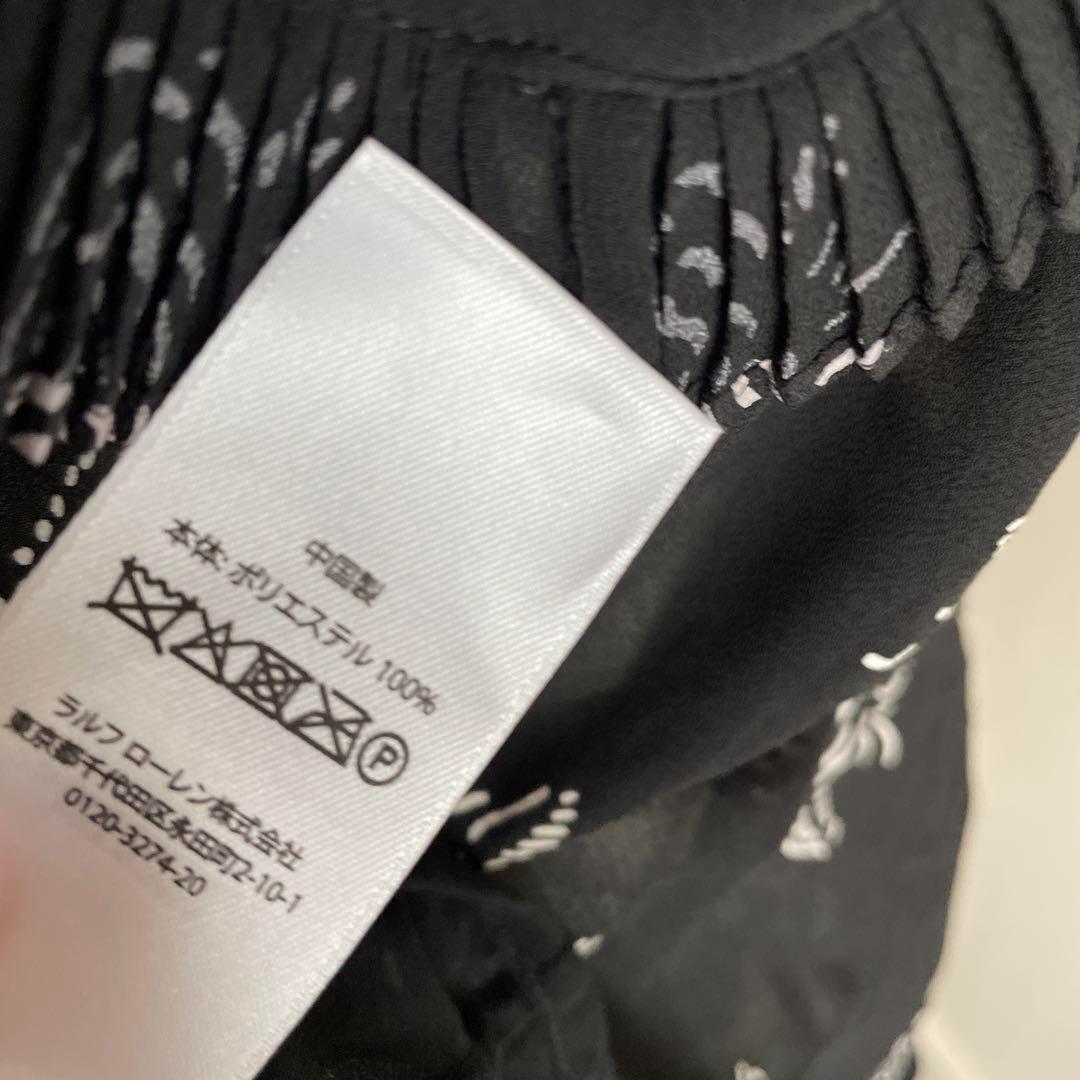 中国製
本体: ポリエステル 100%
P
ラルフ ローレン株式会社
東京都千代田区永田町2-10-1
0120-3274-20